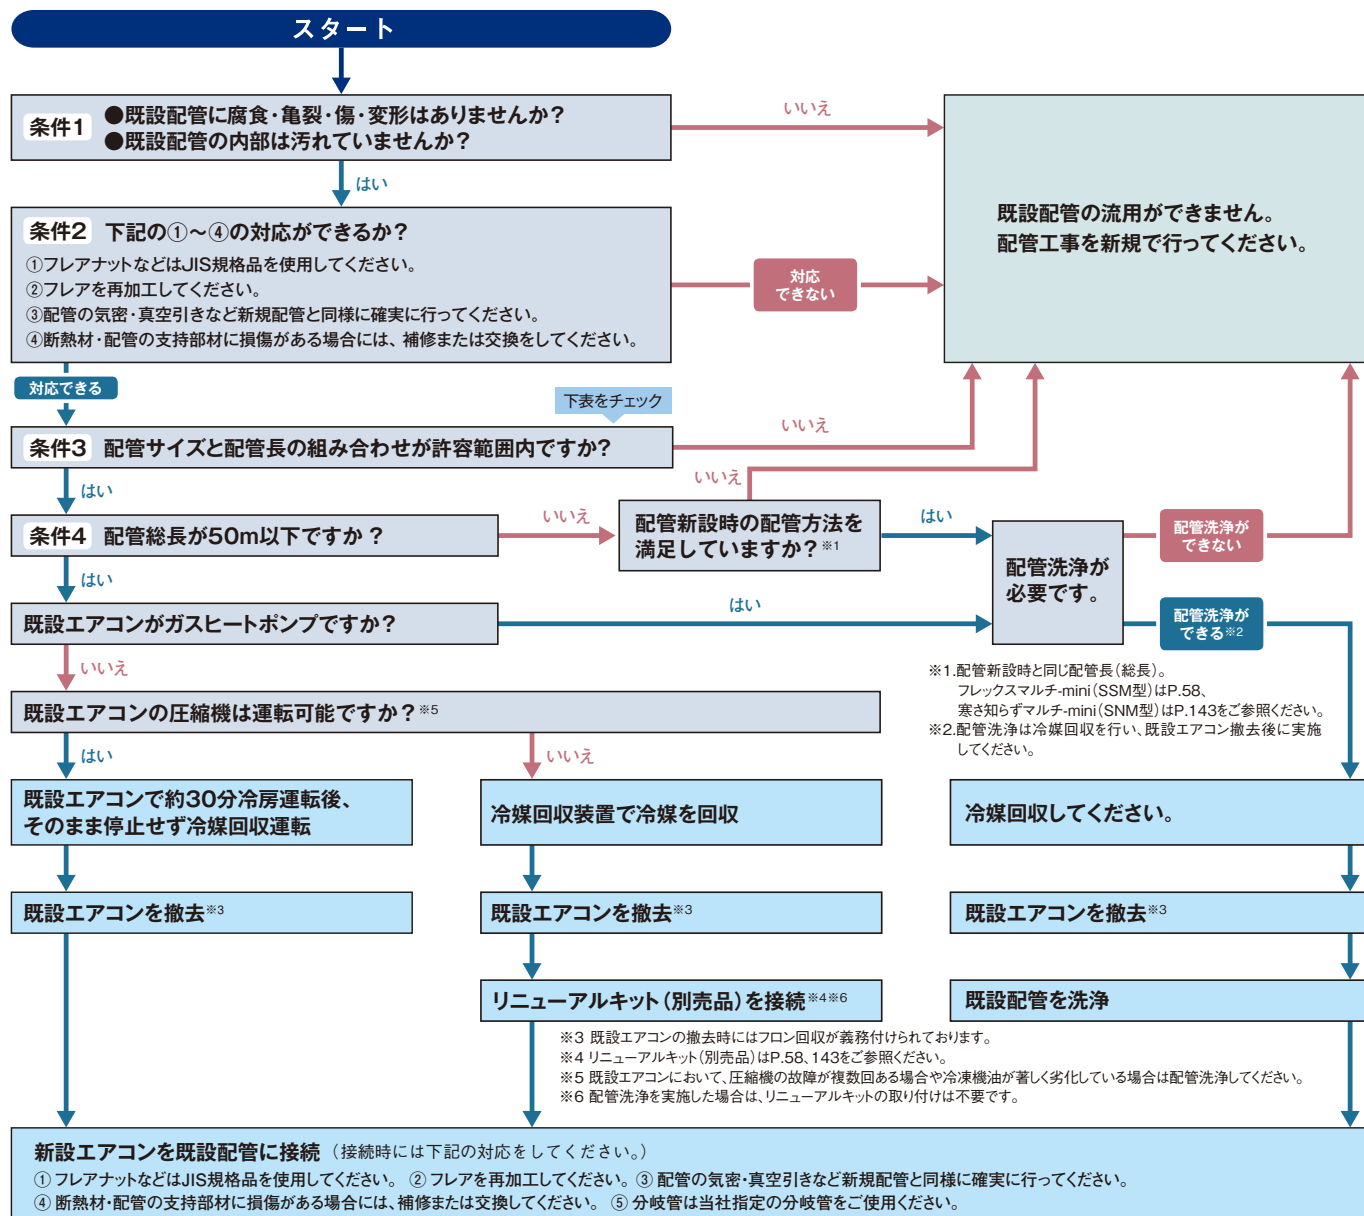 スタート
条件1
●既設配管に腐食・亀裂・傷・変形はありませんか？
●既設配管の内部は汚れていませんか？
いいえ
はい
既設配管の流用ができません。
配管工事を新規で行ってください。
条件2 下記の①～④の対応ができるか？
①フレアナットなどはJIS規格品を使用してください。
②フレアを再加工してください。
③配管の気密・真空引きなど新規配管と同様に確実に行ってください。
④断熱材・配管の支持部材に損傷がある場合には、補修または交換をしてください。
対応
できない
対応できる
下表をチェック
条件3 配管サイズと配管長の組み合わせが許容範囲内ですか？
いいえ
はい
条件4 配管総長が50m以下ですか？
いいえ
はい
配管新設時の配管方法を
満足していますか？※1
いいえ
はい
配管洗浄が
必要です。
配管洗浄が
できない
配管洗浄が
できる※2
既設エアコンがガスヒートポンプですか？
はい
いいえ
※1.配管新設時と同じ配管長（総長）。
フレックスマルチ-mini（SSM型）はP.58、
寒さ知らずマルチ-mini（SNM型）はP.143をご参照ください。
※2.配管洗浄は冷媒回収を行い、既設エアコン撤去後に実施
してください。
既設エアコンの圧縮機は運転可能ですか？※5
はい
いいえ
既設エアコンで約30分冷房運転後、
そのまま停止せず冷媒回収運転
冷媒回収装置で冷媒を回収
冷媒回収してください。
既設エアコンを撤去※3
既設エアコンを撤去※3
既設エアコンを撤去※3
リニューアルキット（別売品）を接続※4※6
既設配管を洗浄
※3 既設エアコンの撤去時にはフロン回収が義務付けられております。
※4 リニューアルキット（別売品）はP.58、143をご参照ください。
※5 既設エアコンにおいて、圧縮機の故障が複数回ある場合や冷凍機油が著しく劣化している場合は配管洗浄してください。
※6 配管洗浄を実施した場合は、リニューアルキットの取り付けは不要です。
新設エアコンを既設配管に接続（接続時には下記の対応をしてください。）
① フレアナットなどはJIS規格品を使用してください。 ② フレアを再加工してください。 ③ 配管の気密・真空引きなど新規配管と同様に確実に行ってください。
④ 断熱材・配管の支持部材に損傷がある場合には、補修または交換してください。 ⑤ 分岐管は当社指定の分岐管をご使用ください。